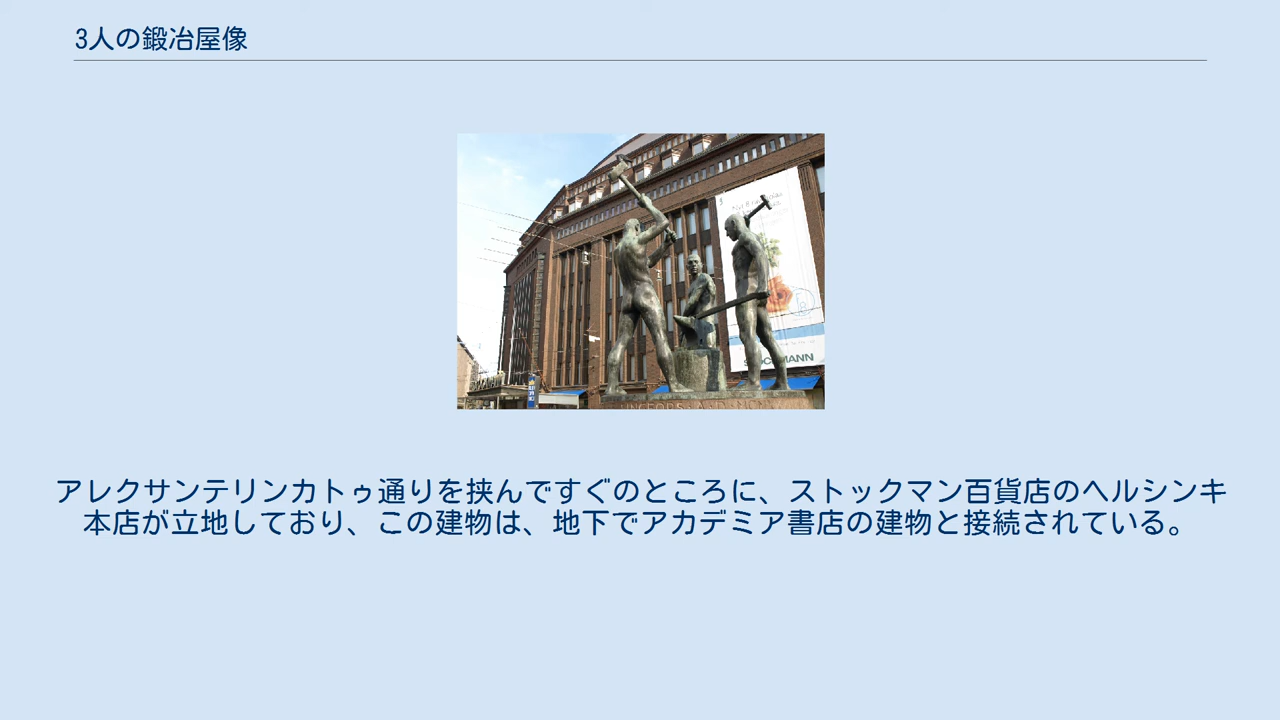 3人の鍛冶屋像
アレクサンテリンカトゥ通りを挟んですぐのところに、ストックマン百貨店のヘルシンキ
本店が立地しており、この建物は、地下でアカデミア書店の建物と接続されている。